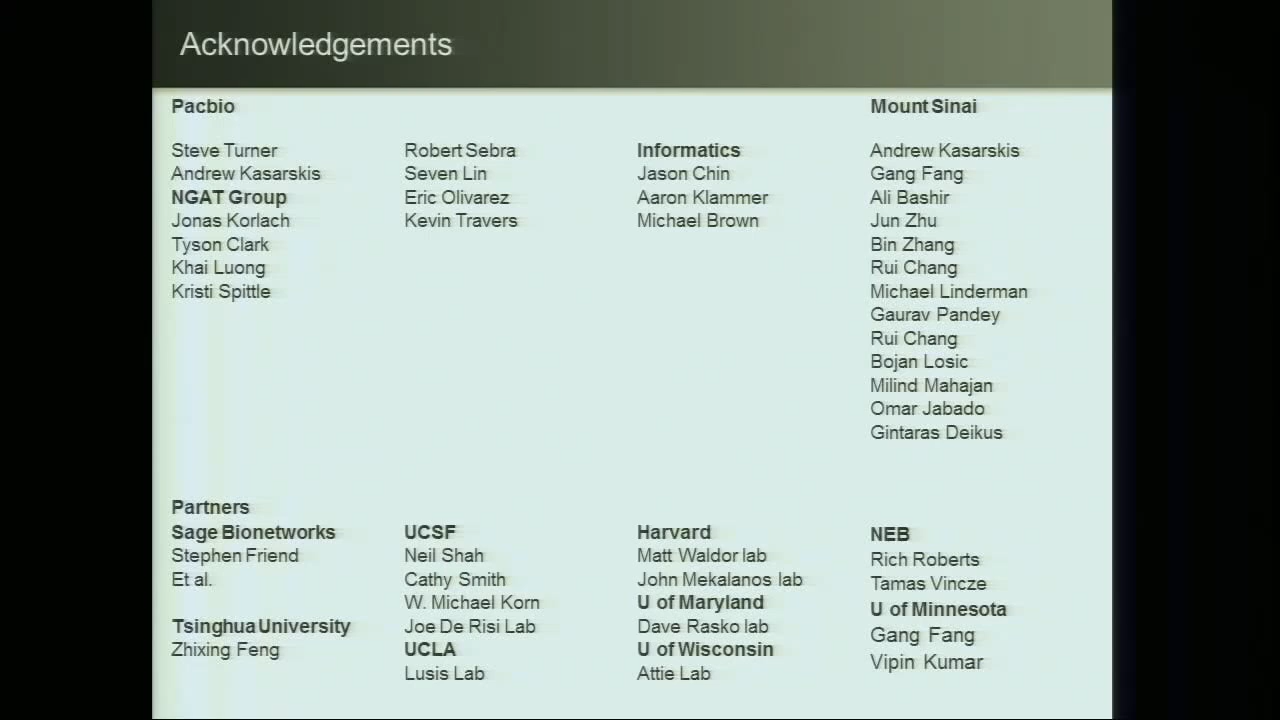 Acknowledgements
Pacbio
Steve Turner
Andrew Kasarskis
NGAT Group
Jonas Korlach
Tyson Clark
Khai Luong
Kristi Spittle
Robert Sebra
Seven Lin
Eric Olivarez
Kevin Travers
Informatics
Jason Chin
Aaron Klammer
Michael Brown
Mount Sinai
Andrew Kasarskis
Gang Fang
Ali Bashir
Jun Zhu
Bin Zhang
Rui Chang
Michael Linderman
Gaurav Pandey
Rui Chang
Bojan Losic
Milind Mahajan
Omar Jabado
Gintaras Deikus
Partners
Sage Bionetworks
Stephen Friend
Et al.
Tsinghua University
Zhixing Feng
UCSF
Neil Shah
Cathy Smith
W. Michael Korn
Joe De Risi Lab
UCLA
Lusis Lab
Harvard
Matt Waldor lab
John Mekalanos lab
U of Maryland
Dave Rasko lab
U of Wisconsin
Attie Lab
NEB
Rich Roberts
Tamas Vincze
U of Minnesota
Gang Fang
Vipin Kumar